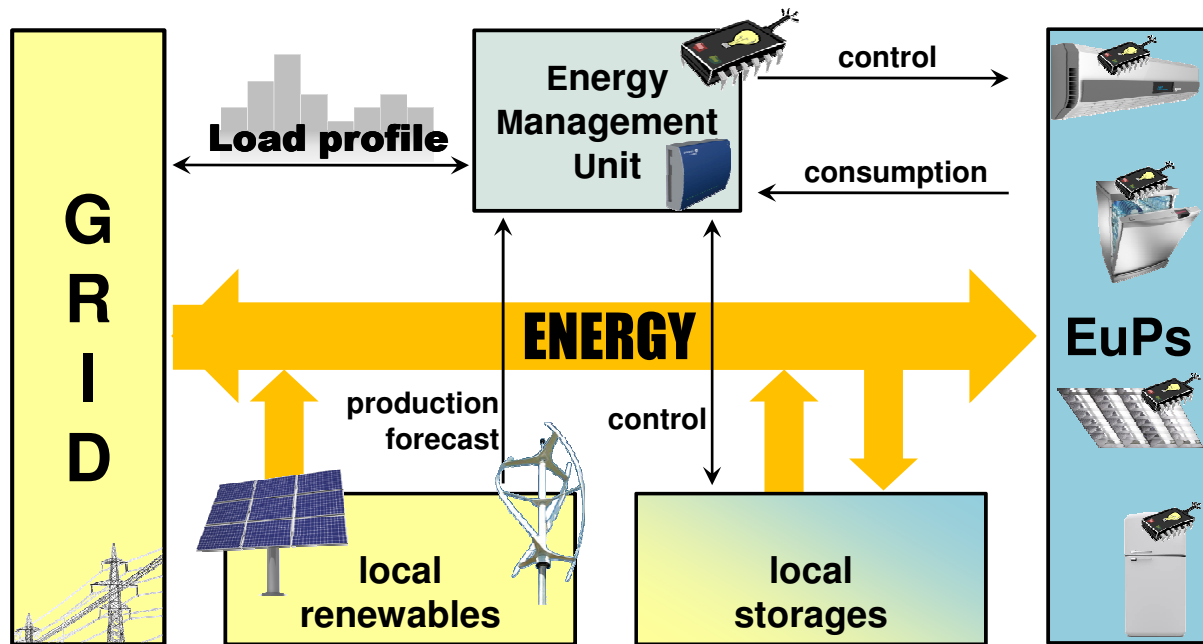 Energy
Management
Unit
control
Load profile
consumption
G
R
I
D
ENERGY
EuPs
production
forecast
control
local
renewables
local
storages